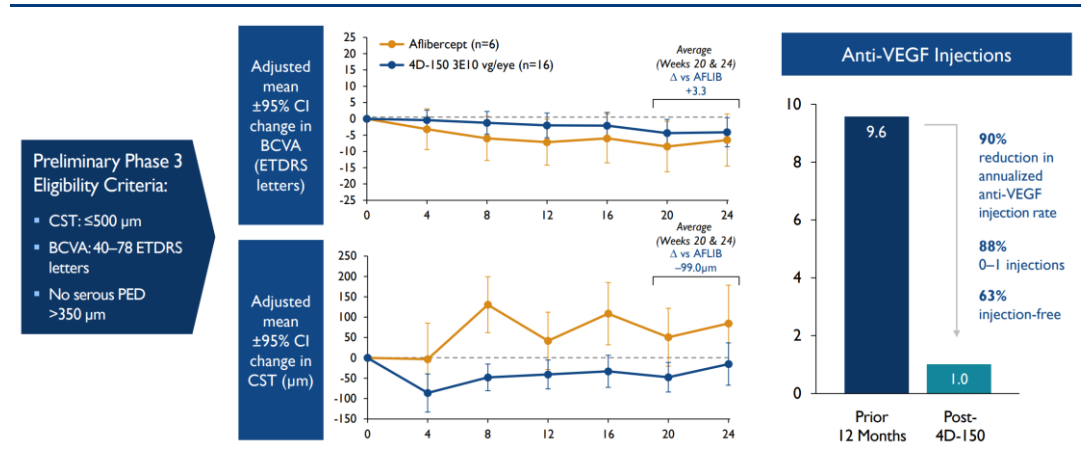 Preliminary Phase 3
Eligibility Criteria:
CST: ≤500 µm
BCVA: 40–78 ETDRS
letters
No serous PED
>350 µm
Adjusted
mean
±95% CI
change in
BCVA
(ETDRS
letters)
25
20
15
10
5
0
-5
-10
-15
-20
-25
Aflibercept (n=6)
4D-150 3E10 vg/eye (n=16)
Average
(Weeks 20 & 24)
Δ vs AFLIB
+3.3
0
4
8
12
16
20
24
Adjusted
mean
±95% CI
change in
CST (µm)
250
200
150
100
50
0
-50
-100
-150
Average
(Weeks 20 & 24)
Δ vs AFLIB
–99.0µm
0
4
8
12
16
20
24
Anti-VEGF Injections
10
8
6
4
2
0
9.6
1.0
90%
reduction in
annualized
anti-VEGF
injection rate
88%
0–1 injections
63%
injection-free
Prior
12 Months
Post-
4D-150